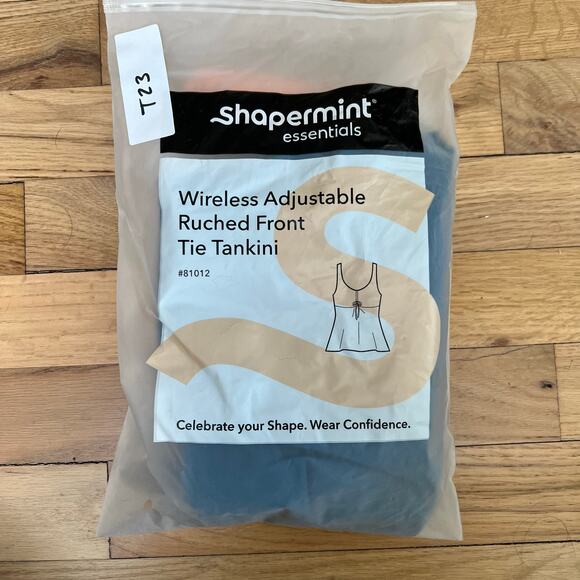 T23
Shapermint®
essentials
Wireless Adjustable
Ruched Front
Tie Tankini
#81012
Celebrate your Shape. Wear Confidence.